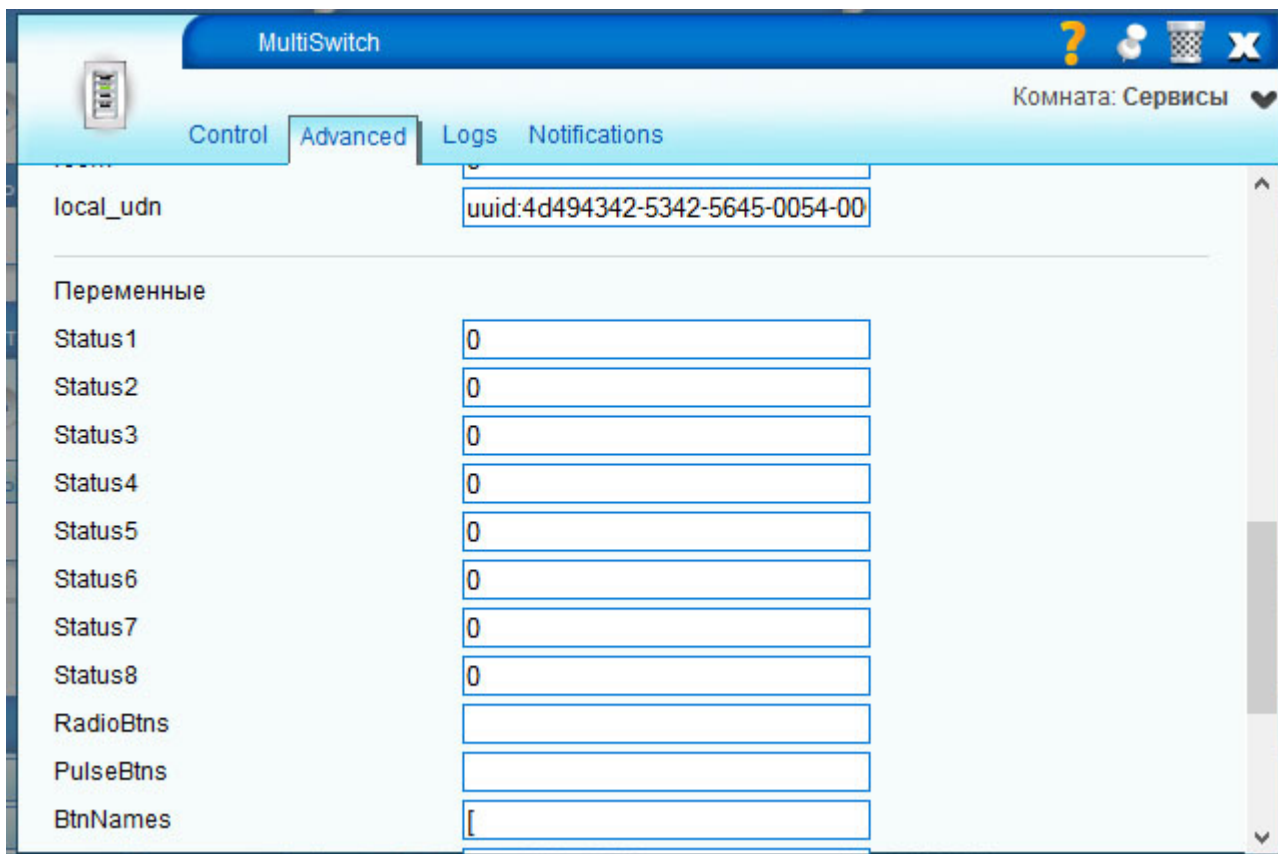 MultiSwitch
Комната: Сервисы
Control Advanced Logs Notifications
local_udn uuid:4d494342-5342-5645-0054-00
Переменные
Status1 0
Status2 0
Status3 0
Status4 0
Status5 0
Status6 0
Status7 0
Status8 0
RadioBtns
PulseBtns
BtnNames [